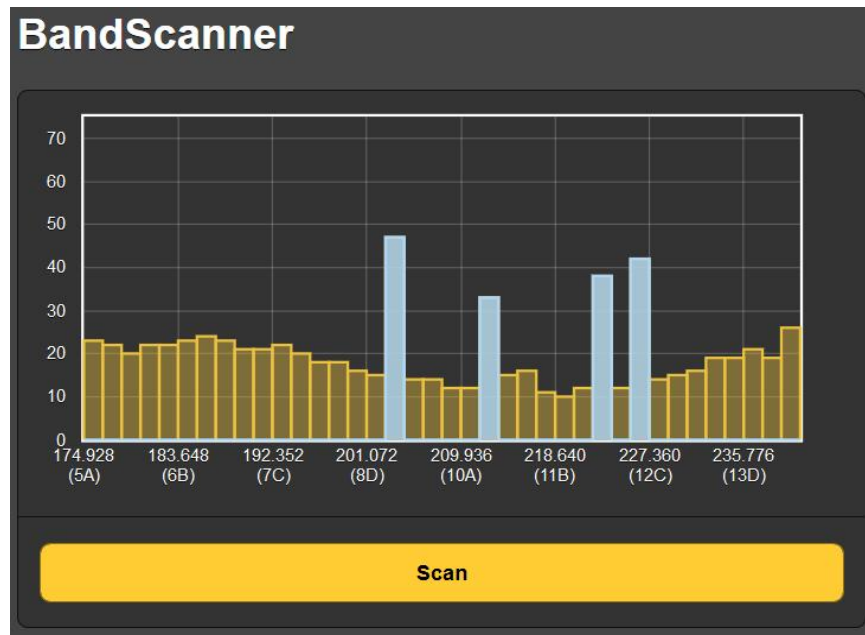 BandScanner
70
60
50
40
30
20
10
0
174.928 183.648 192.352 201.072 209.936 218.640 227.360 235.776
(5A) (6B) (7C) (8D) (10A) (11B) (12C) (13D)
Scan